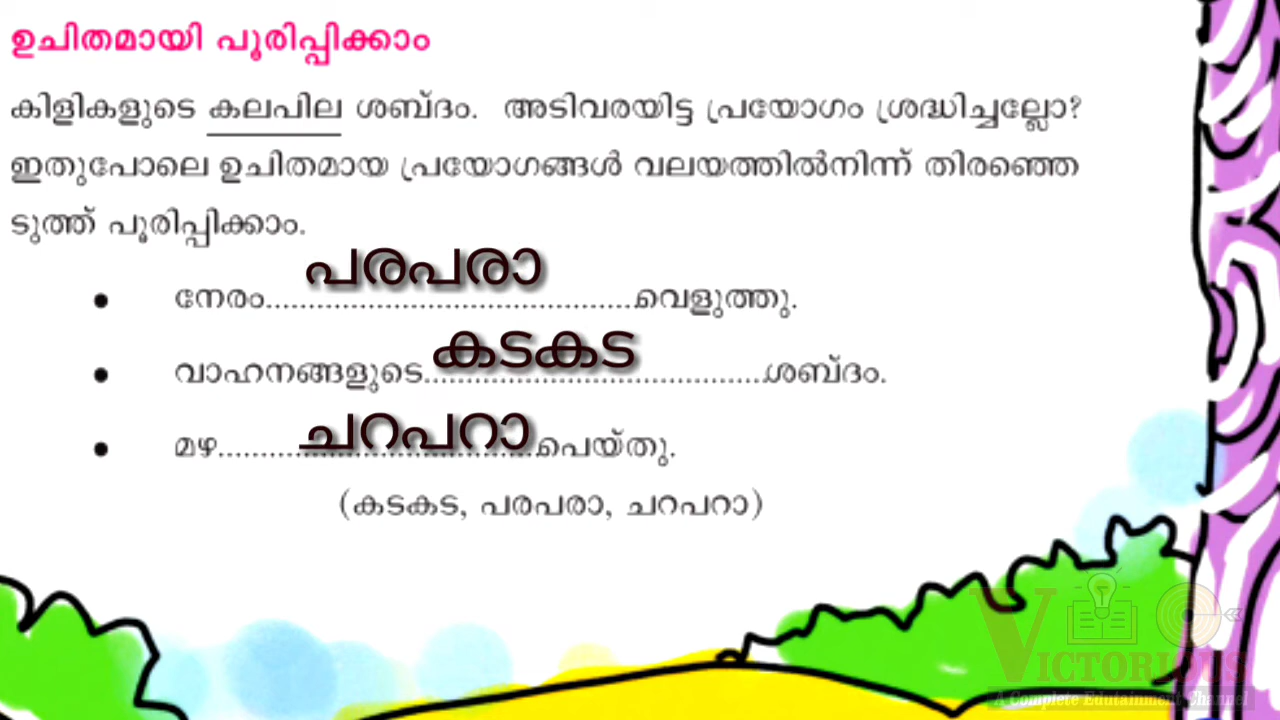 ഉചിതമായി പൂരിപ്പിക്കാം
കിളികളുടെ കലപില ശബ്ദം. അടിവരയിട്ട പ്രയോഗം ശ്രദ്ധിച്ചല്ലോ?
ഇതുപോലെ ഉചിതമായ പ്രയോഗങ്ങൾ വലയത്തിൽനിന്ന് തിരഞ്ഞെ
ടുത്ത് പൂരിപ്പിക്കാം.
• നേരം......പരപരാ......വെളുത്തു.
• വാഹനങ്ങളുടെ......കടകട......ശബ്ദം.
• മഴ......ചറപറാ......പെയ്തു.
(കടകട, പരപരാ, ചറപറാ)
VICTORIOUS
A Complete Edutainment Channel